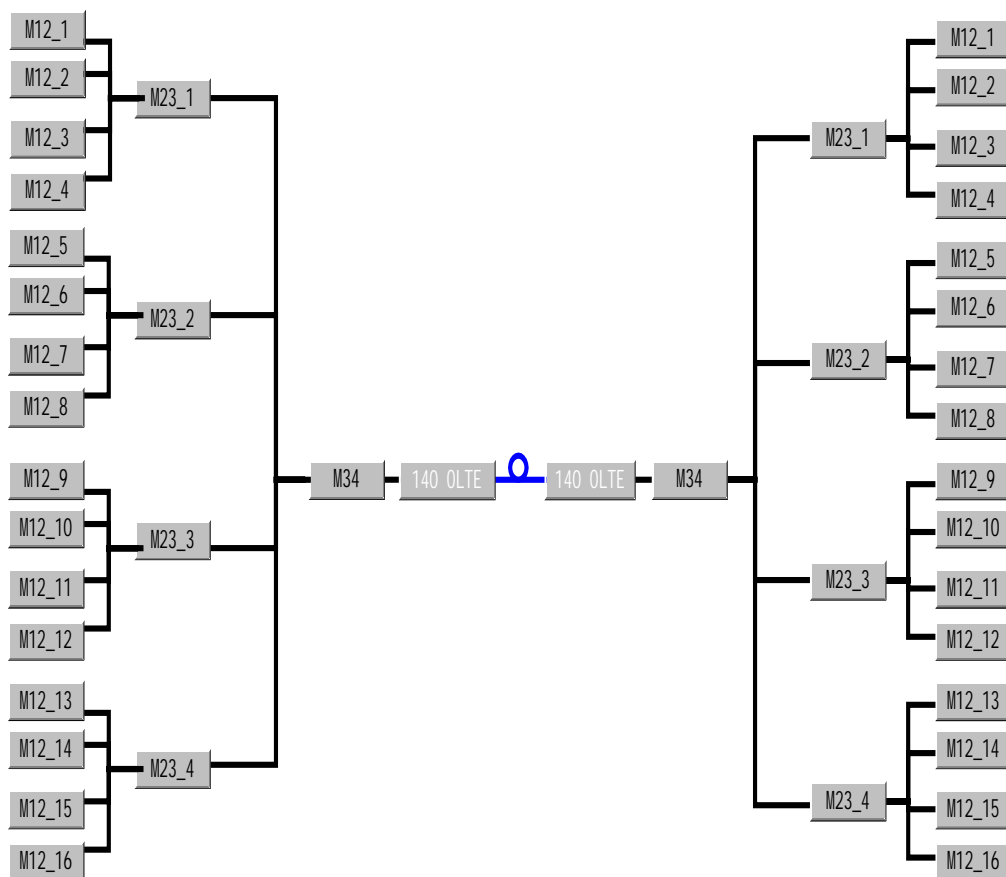 M12_1
M12_2
M12_3
M12_4
M23_1
M12_5
M12_6
M12_7
M12_8
M23_2
M12_9
M12_10
M12_11
M12_12
M23_3
M12_13
M12_14
M12_15
M12_16
M23_4
M34
140 OLTE
140 OLTE
M34
M23_1
M12_1
M12_2
M12_3
M12_4
M23_2
M12_5
M12_6
M12_7
M12_8
M23_3
M12_9
M12_10
M12_11
M12_12
M23_4
M12_13
M12_14
M12_15
M12_16